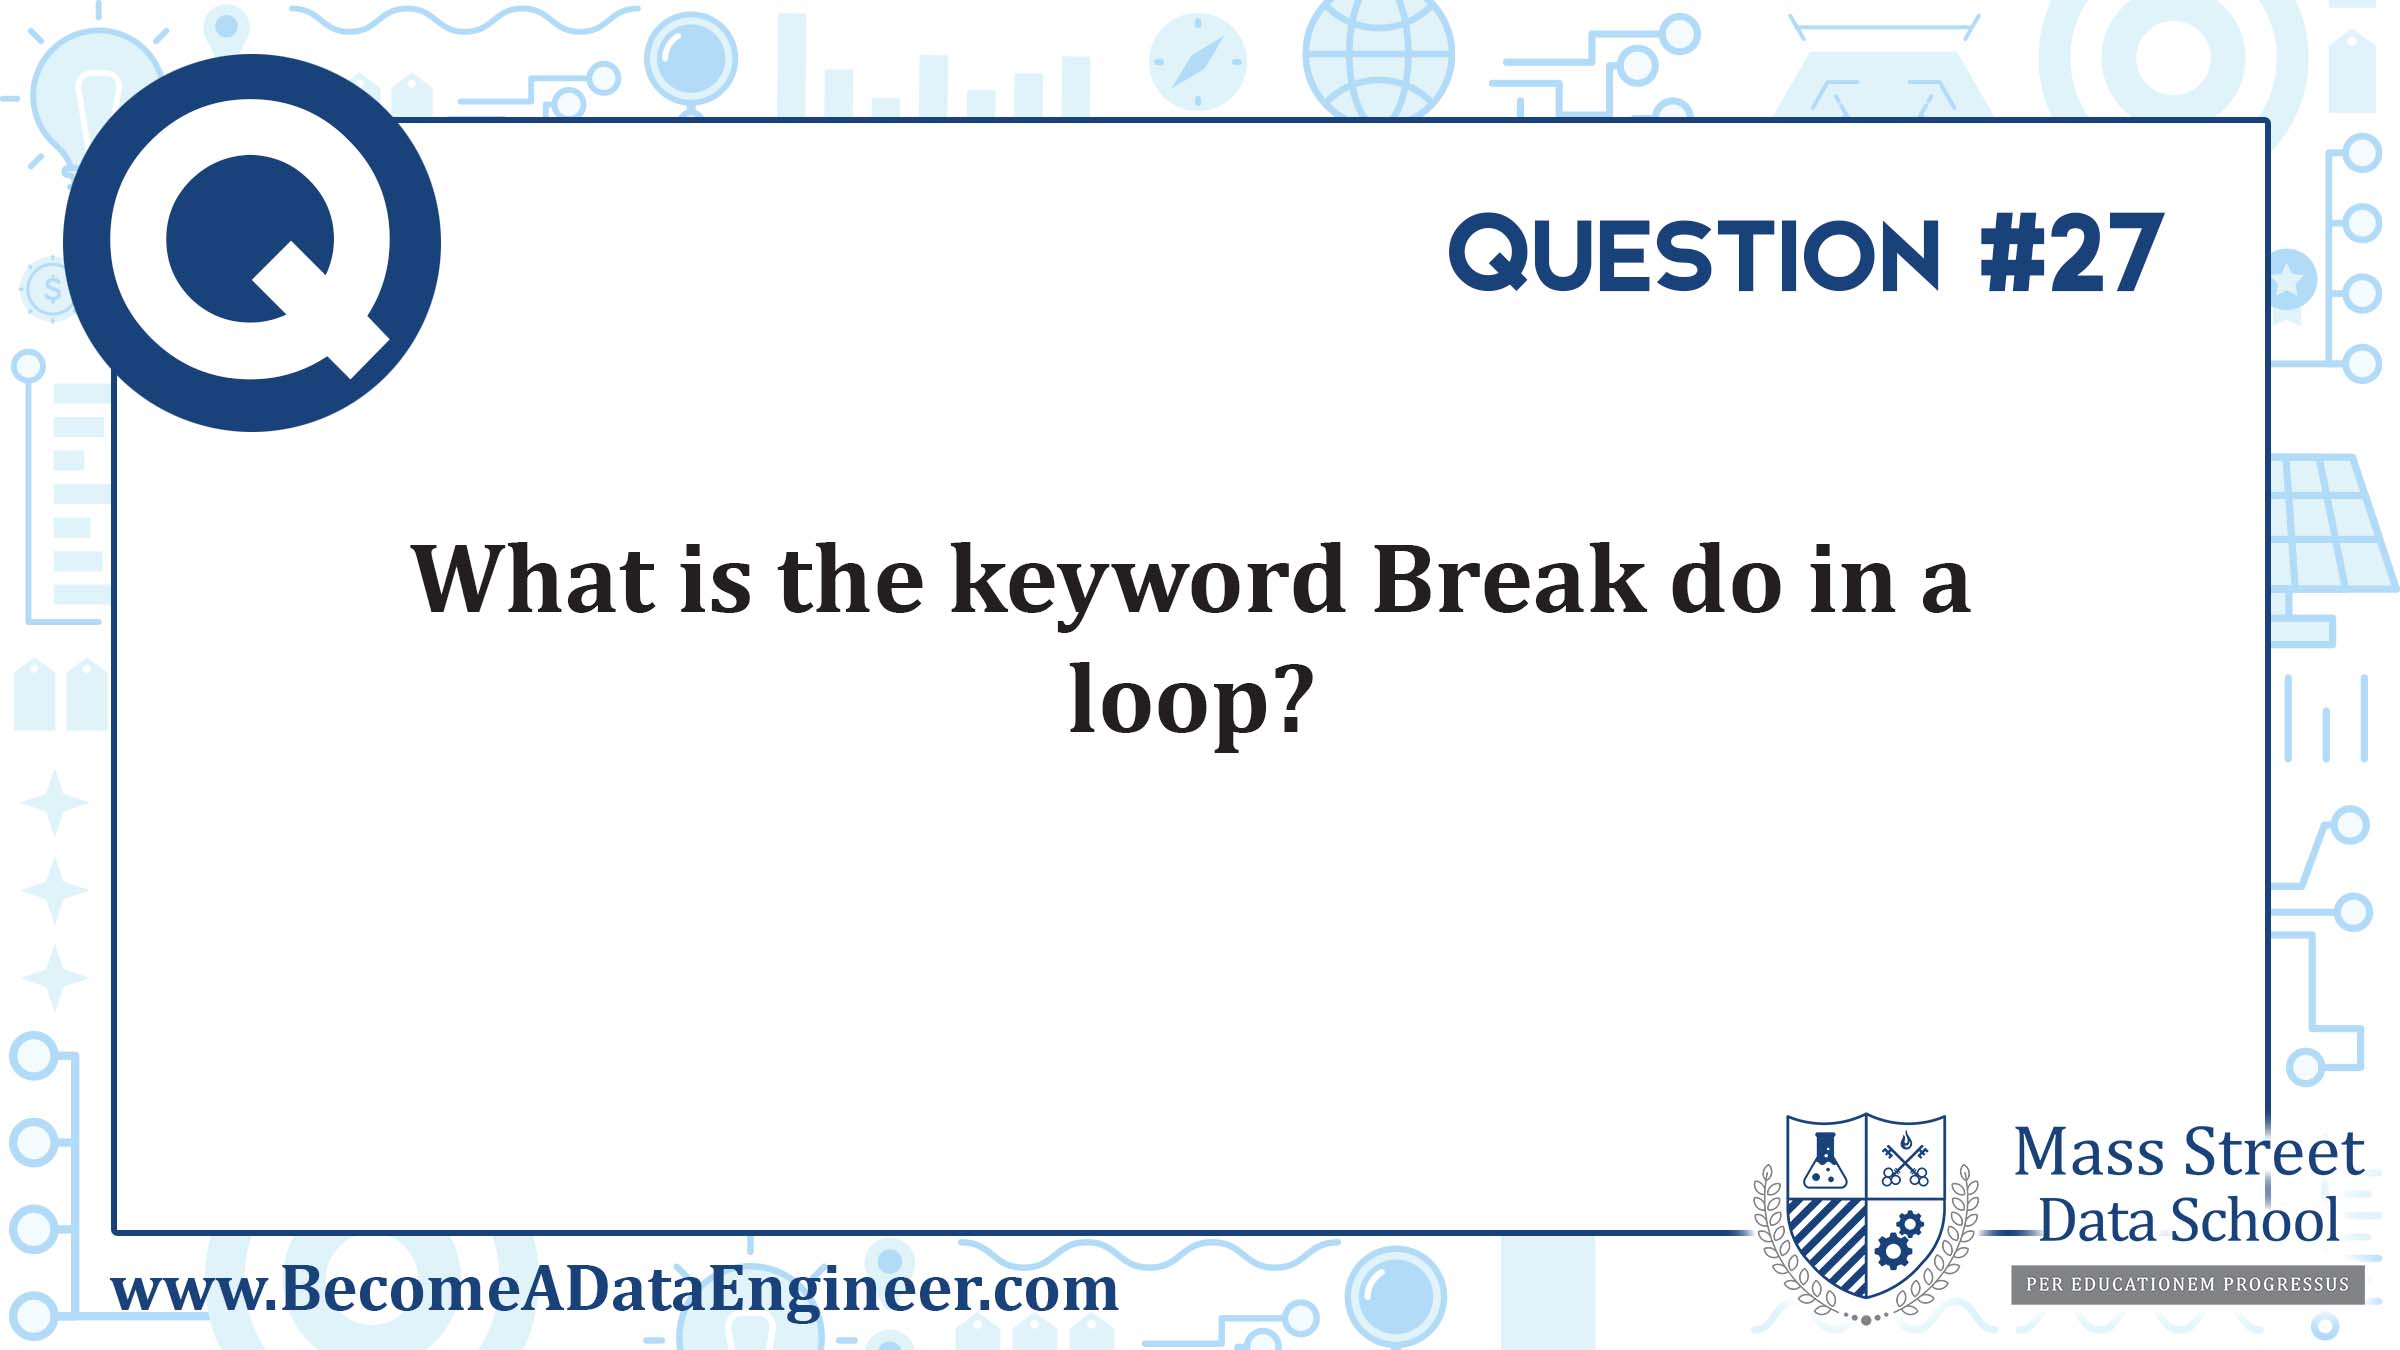 QUESTION #27
What is the keyword Break do in a
loop?
www.BecomeADataEngineer.com
Mass Street
Data School
PER EDUCATIONEM PROGRESSUS